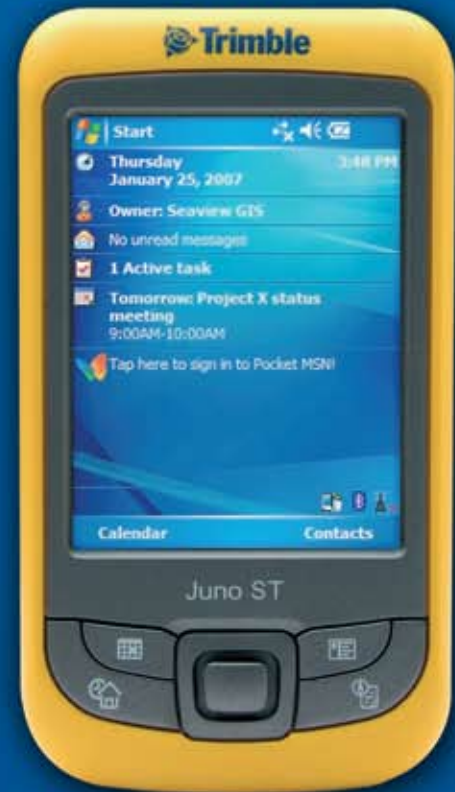 Trimble
Start
Thursday 3:48 PM
January 25, 2007
Owner: Seaview GIS
No unread messages
1 Active task
Tomorrow: Project X status
meeting
9:00AM-10:00AM
Tap here to sign in to Pocket MSN!
Calendar Contacts
Juno ST